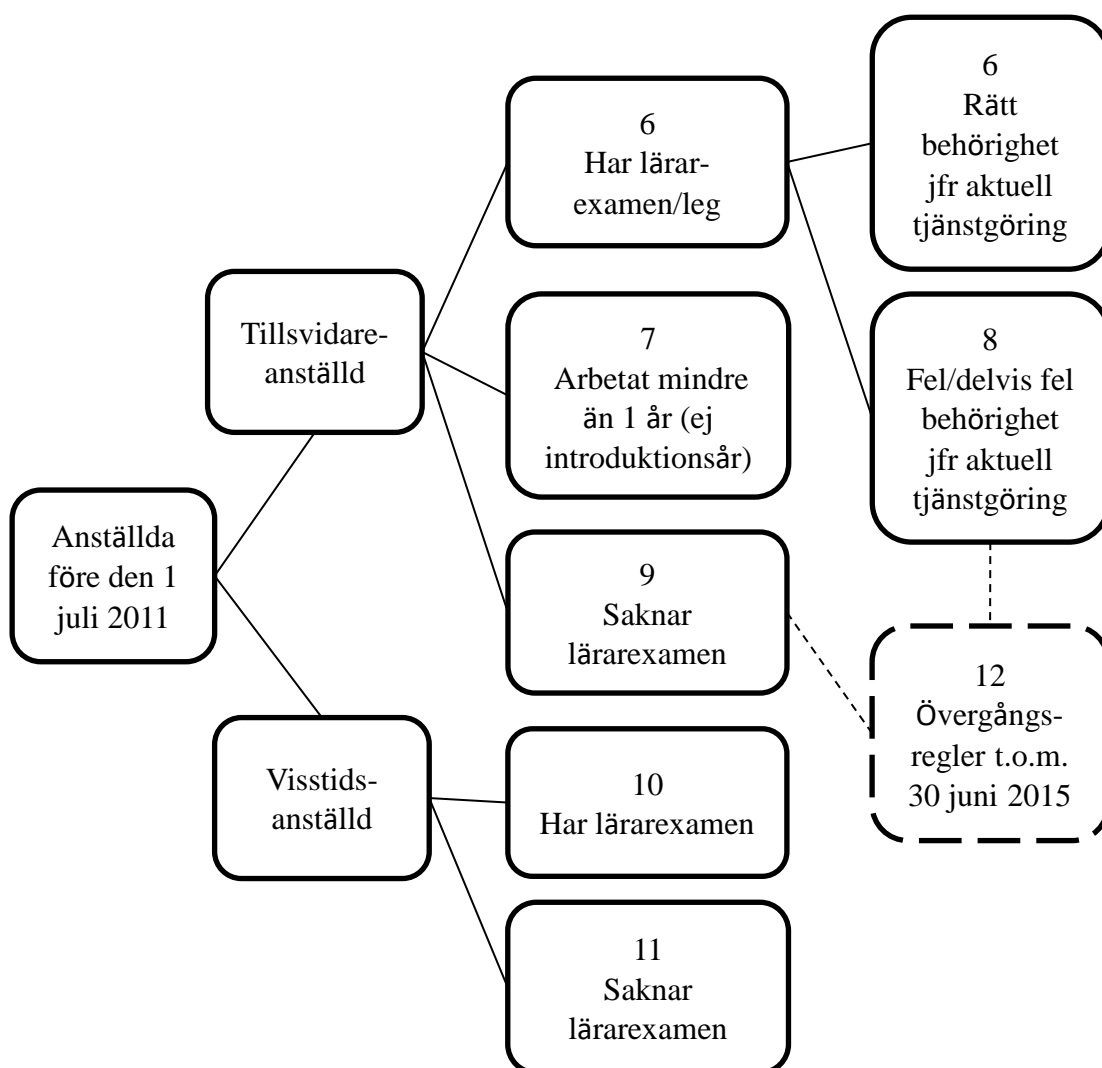 Anställda
före den 1
juli 2011
Tillsvidare-
anställd
Visstids-
anställd
6
Har lärar-
examen/leg
7
Arbetat mindre
än 1 år (ej
introduktionsår)
9
Saknar
lärarexamen
10
Har lärarexamen
11
Saknar
lärarexamen
6
Rätt
behörighet
jfr aktuell
tjänstgöring
8
Fel/delvis fel
behörighet
jfr aktuell
tjänstgöring
12
Övergångs-
regler t.o.m.
30 juni 2015